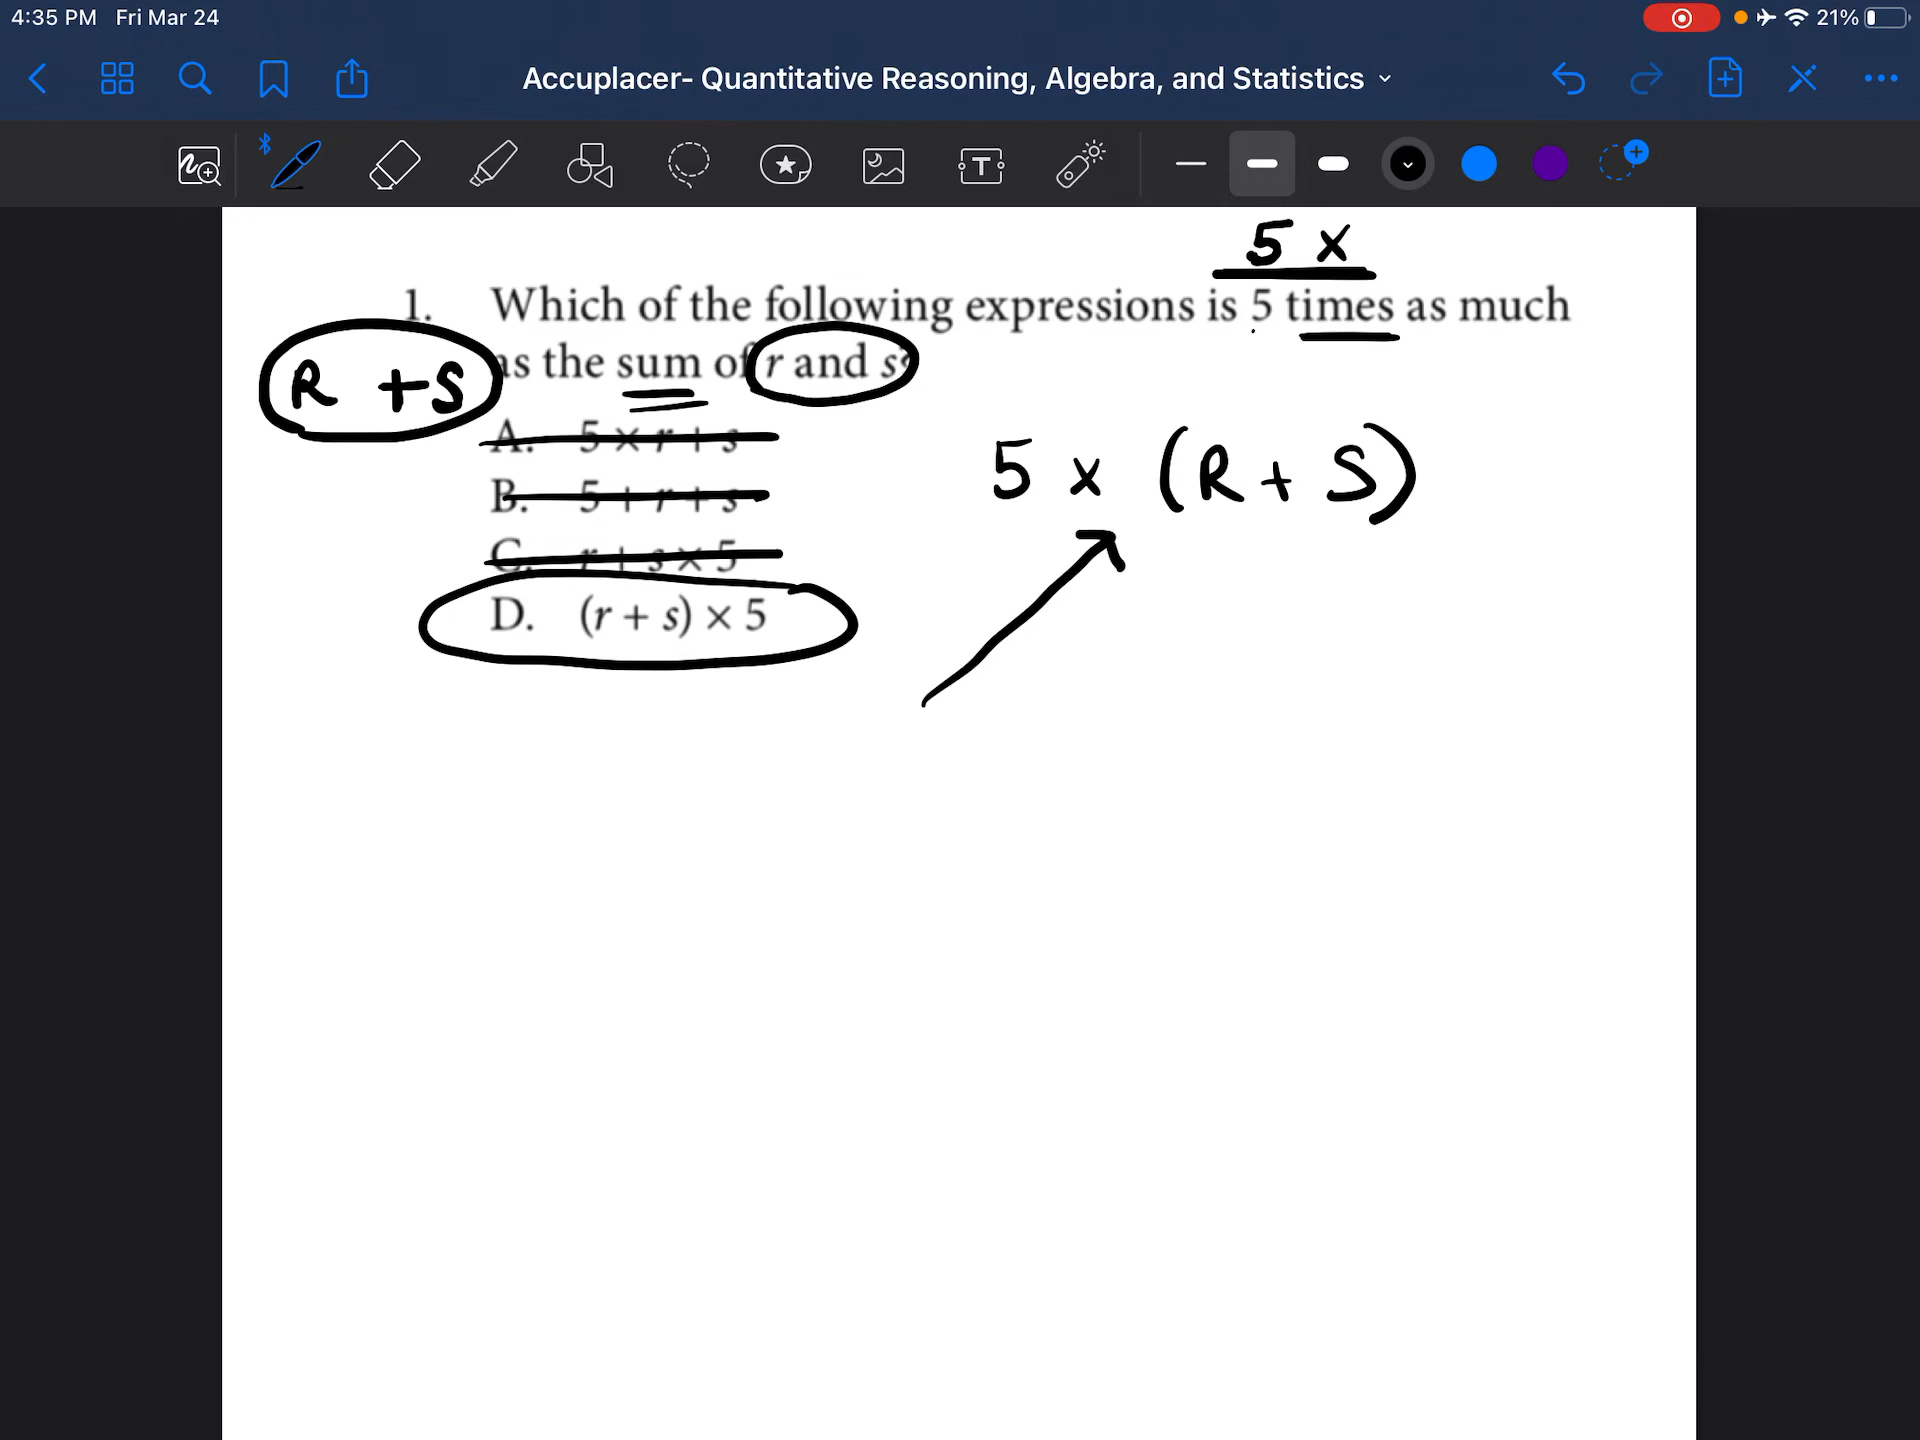 4:35 PM Fri Mar 24
21%
Accuplacer- Quantitative Reasoning, Algebra, and Statistics
5 x
1. Which of the following expressions is 5 times as much
as the sum of r and s?
R + S
A. 5 × r + s
B. 5 + r + s
C. r + s × 5
D. (r + s) × 5
5 x (R + S)